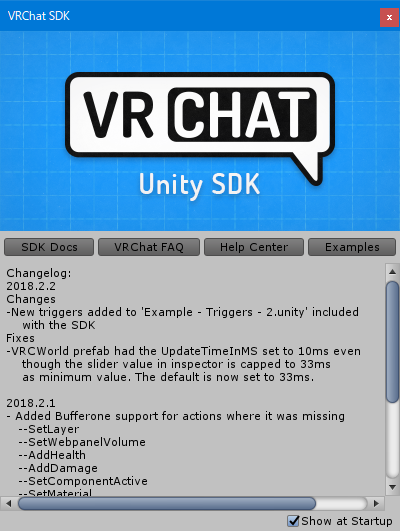 VRChat SDK
x
VR CHAT
Unity SDK
SDK Docs
VRChat FAQ
Help Center
Examples
Changelog:
2018.2.2
Changes
-New triggers added to 'Example - Triggers - 2.unity' included
with the SDK
Fixes
-VRCWorld prefab had the UpdateTimeInMS set to 10ms even
though the slider value in inspector is capped to 33ms
as minimum value. The default is now set to 33ms.
2018.2.1
- Added Bufferone support for actions where it was missing
--SetLayer
--SetWebpanelVolume
--AddHealth
--AddDamage
--SetComponentActive
--SetMaterial
Show at Startup